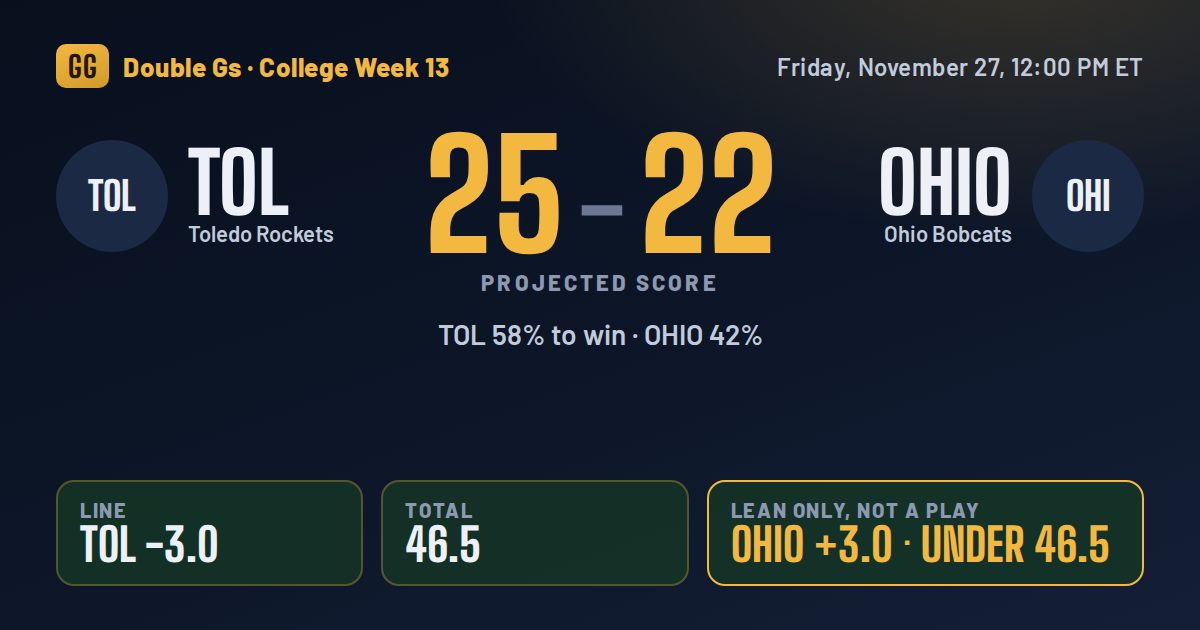 GG
Double Gs · College Week 13
Friday, November 27, 12:00 PM ET
TOL
TOL
Toledo Rockets
25 – 22
PROJECTED SCORE
TOL 58% to win · OHIO 42%
OHIO
Ohio Bobcats
OHI
LINE
TOL −3.0
TOTAL
46.5
LEAN ONLY, NOT A PLAY
OHIO +3.0 · UNDER 46.5